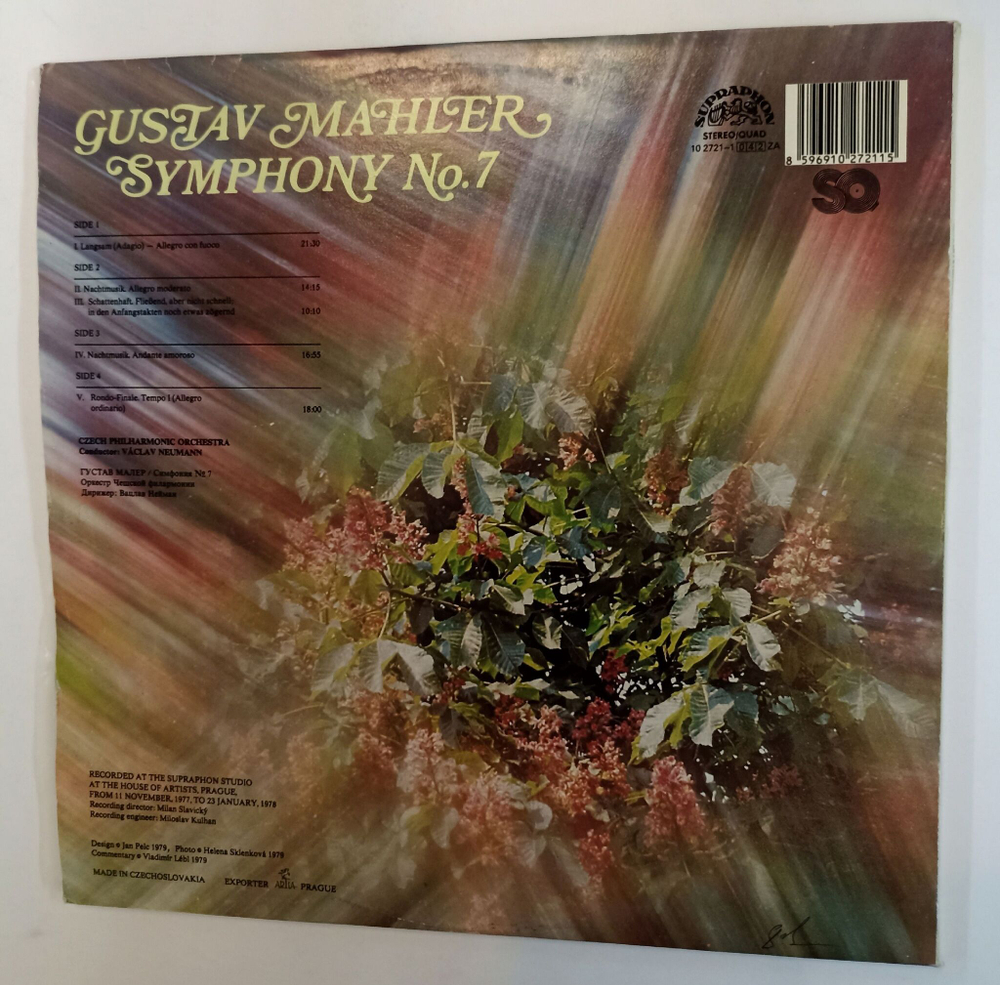 GUSTAV MAHLER
SYMPHONY No. 7
SUPRAPHON
STEREO/QUAD
10 2721-1 0 4 2 ZA
8 596910 272115
SQ
SIDE 1
I. Langsam (Adagio) — Allegro con fuoco 21:30
SIDE 2
II. Nachtmusik. Allegro moderato 14:15
III. Schattenhaft. Fließend, aber nicht schnell;
in den Anfangstakten noch etwas zögernd 10:10
SIDE 3
IV. Nachtmusik. Andante amoroso 16:55
SIDE 4
V. Rondo-Finale. Tempo I (Allegro
ordinario) 18:00
CZECH PHILHARMONIC ORCHESTRA
Conductor: VÁCLAV NEUMANN
ГУСТАВ МАЛЕР / Симфония № 7
Оркестр Чешской филармонии
Дирижер: Вацлав Нейман
RECORDED AT THE SUPRAPHON STUDIO
AT THE HOUSE OF ARTISTS, PRAGUE,
FROM 11 NOVEMBER, 1977, TO 23 JANUARY, 1978
Recording director: Milan Slavický
Recording engineer: Miloslav Kulhan
Design © Jan Pelc 1979, Photo © Helena Sklenková 1979
Commentary © Vladimír Lébl 1979
MADE IN CZECHOSLOVAKIA EXPORTER ARTIA PRAGUE